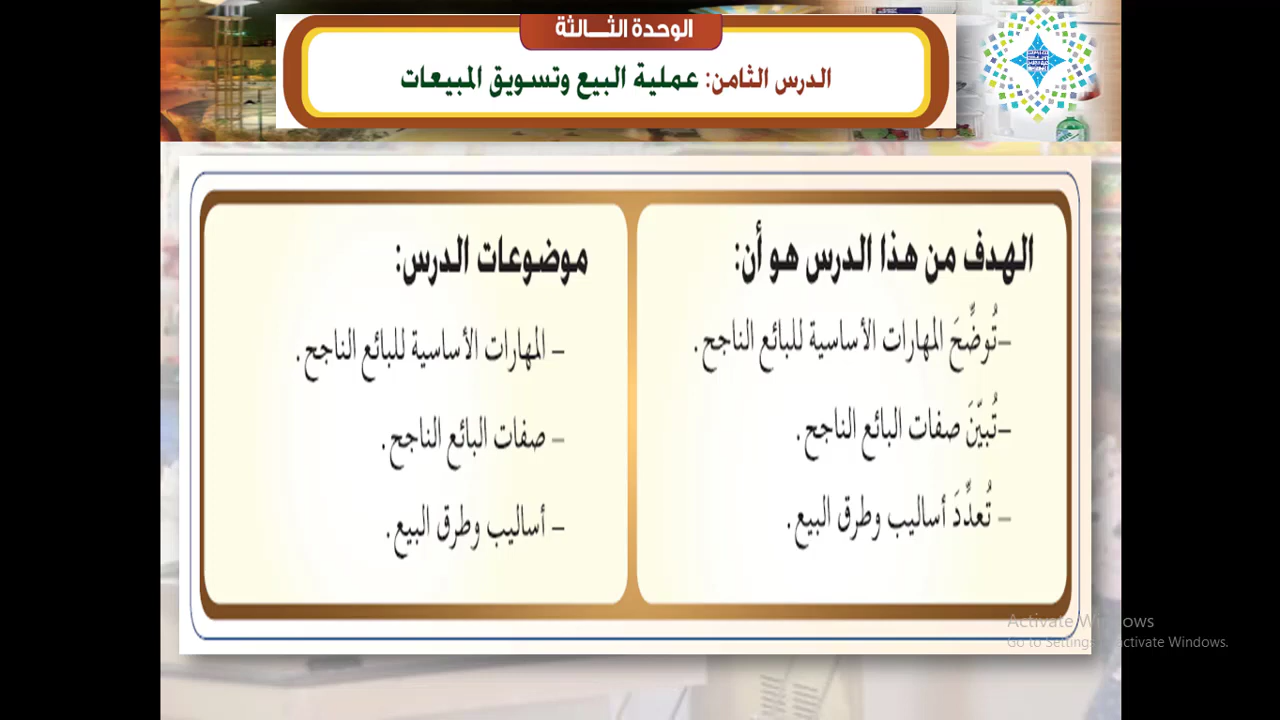 الوحدة الثـــالثة
الدرس الثامن: عملية البيع وتسويق المبيعات
الهدف من هذا الدرس هو أن:
-تُوضِّحَ المهارات الأساسية للبائع الناجح.
-تُبيّنَ صفات البائع الناجح.
- تُعدِّدَ أساليب وطرق البيع.
موضوعات الدرس:
- المهارات الأساسية للبائع الناجح.
- صفات البائع الناجح.
- أساليب وطرق البيع.
Activate Windows
Go to Settings activate Windows.